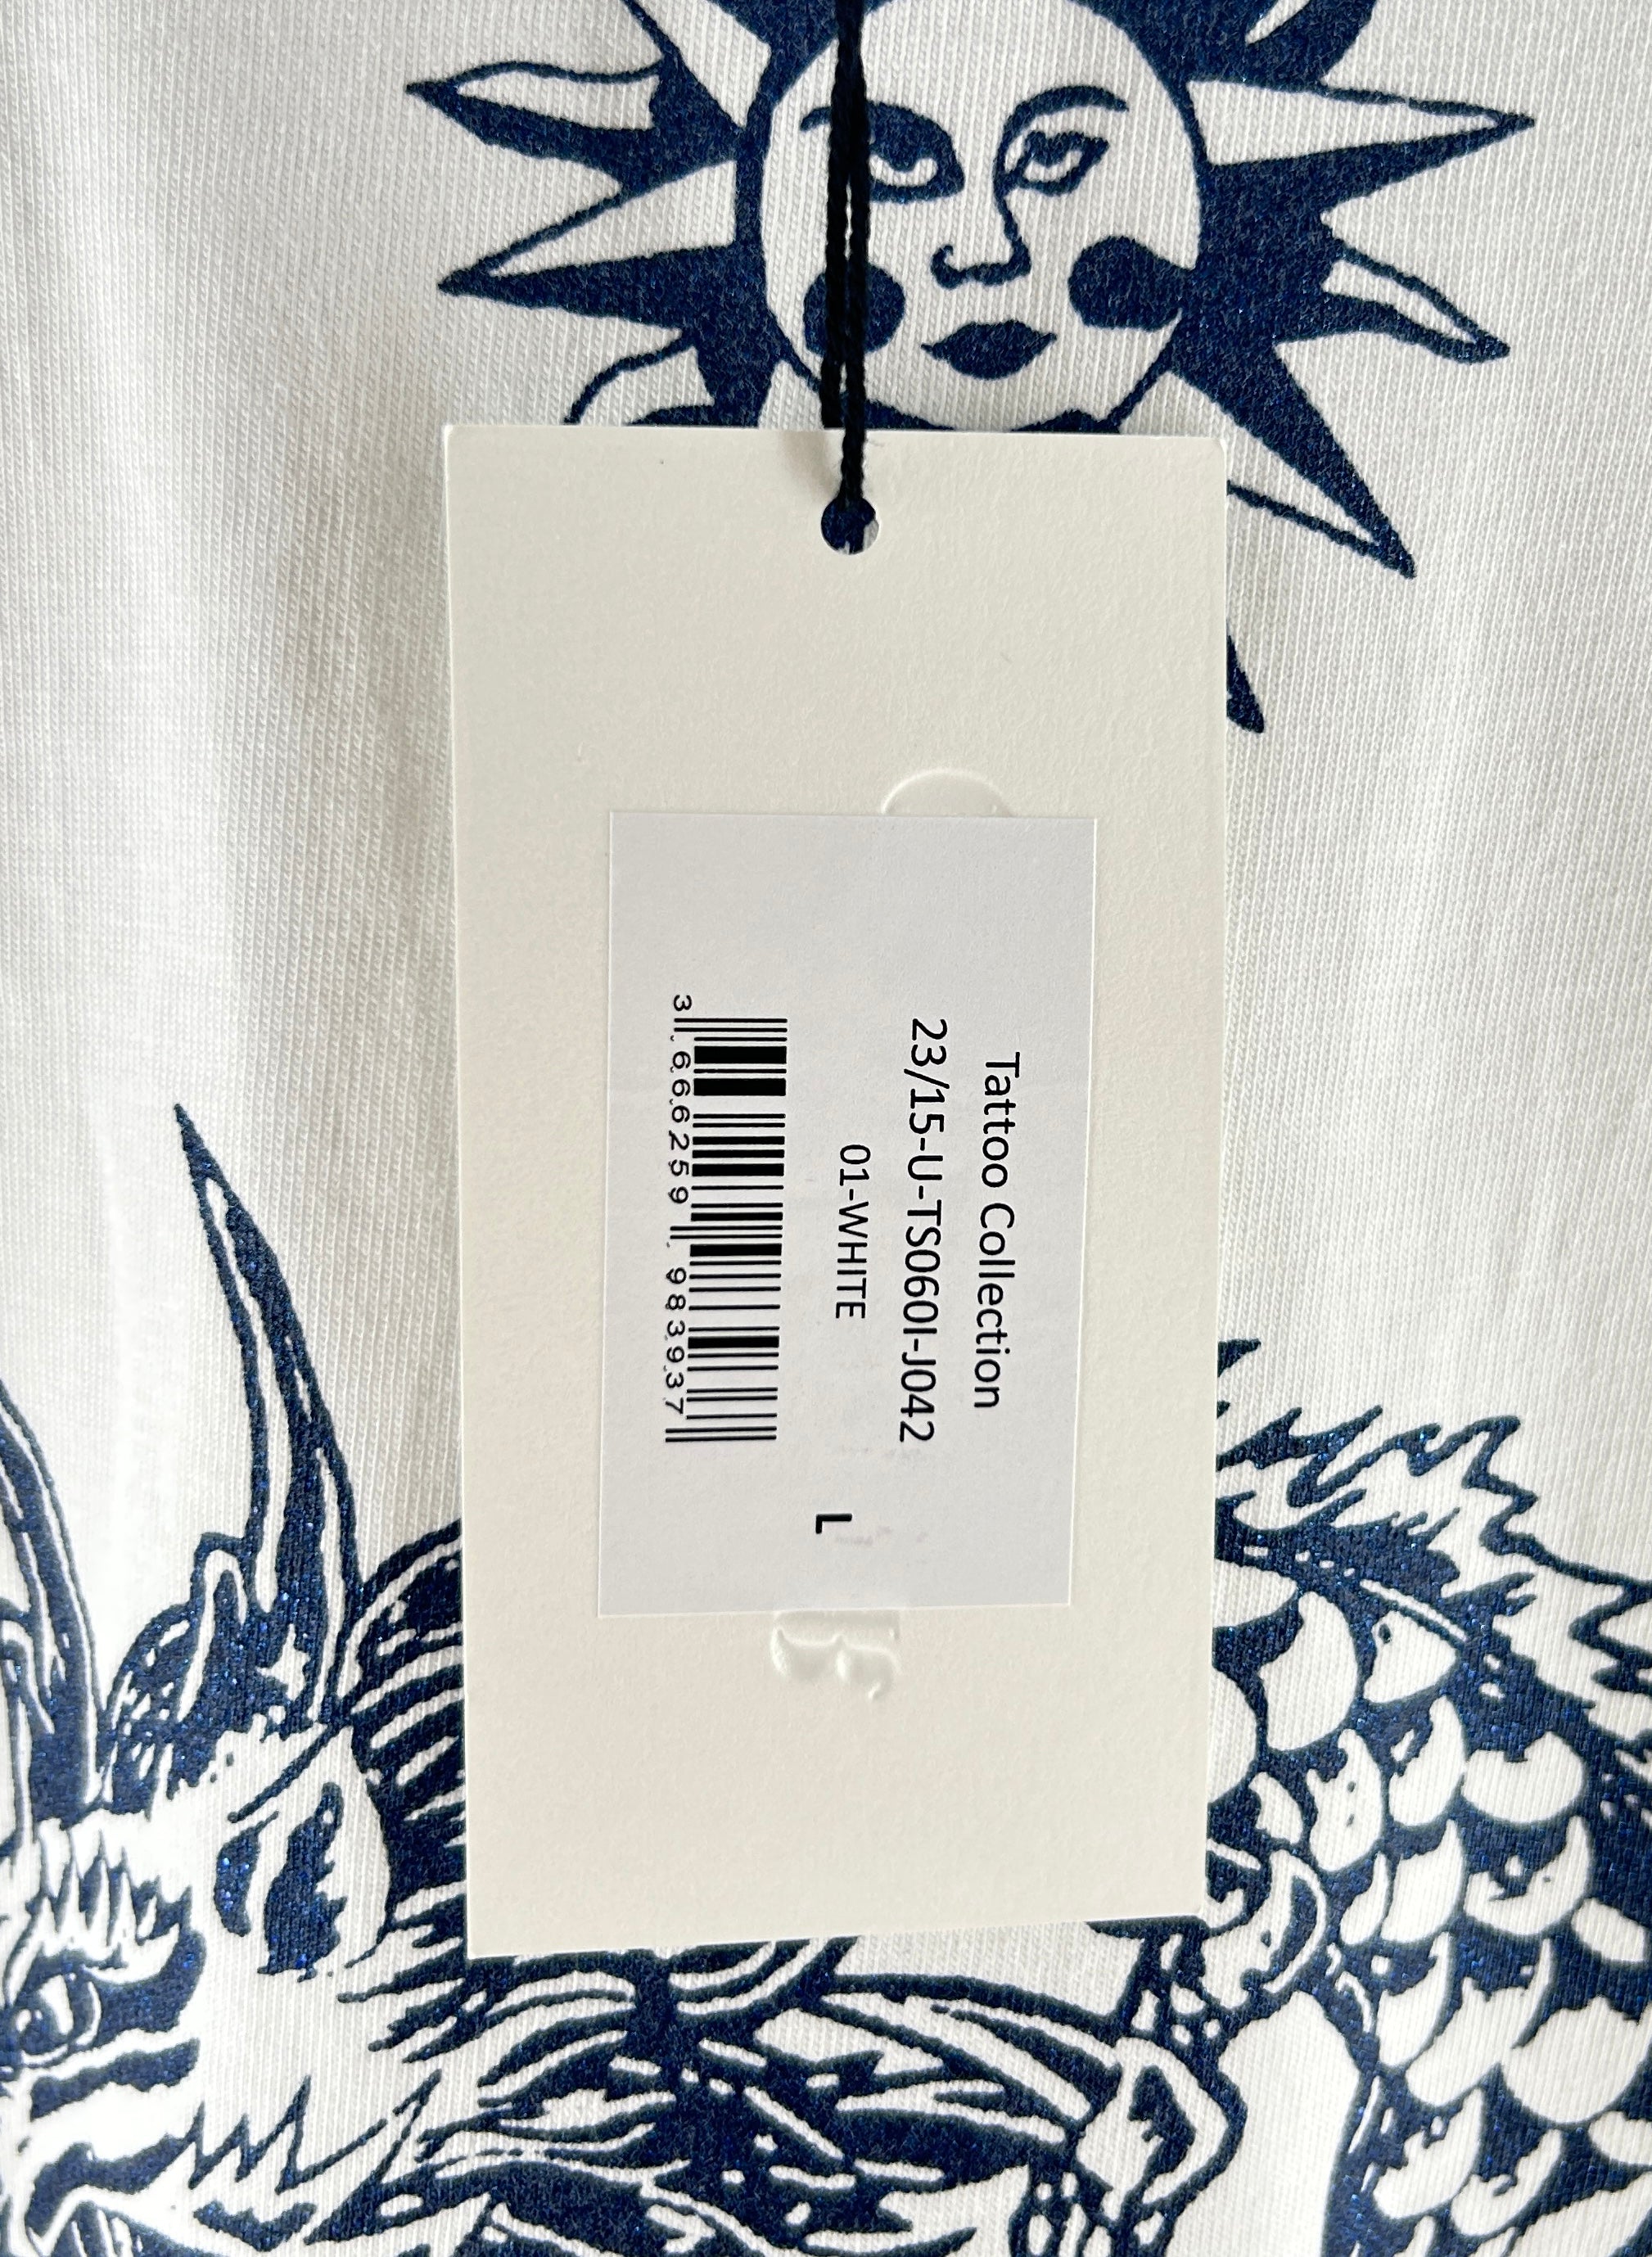 Tattoo Collection
23/15-U-TS060I-J042
01-WHITE
L
3 666259 983937